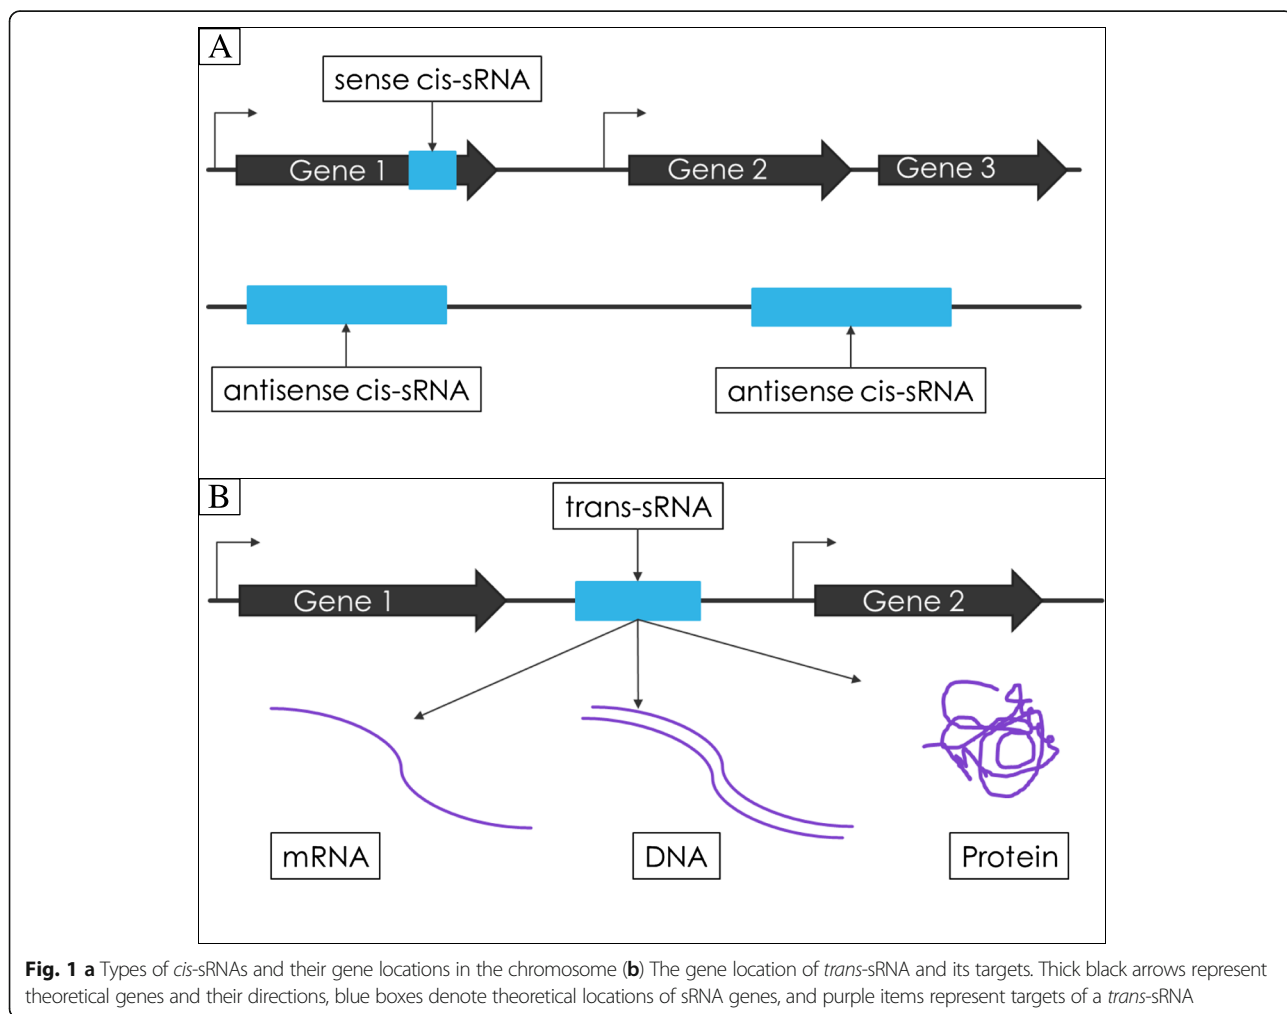 A
sense cis-sRNA
Gene 1
Gene 2
Gene 3
antisense cis-sRNA
antisense cis-sRNA
B
trans-sRNA
Gene 1
Gene 2
mRNA
DNA
Protein
Fig. 1 a Types of cis-sRNAs and their gene locations in the chromosome (b) The gene location of trans-sRNA and its targets. Thick black arrows represent
theoretical genes and their directions, blue boxes denote theoretical locations of sRNA genes, and purple items represent targets of a trans-sRNA